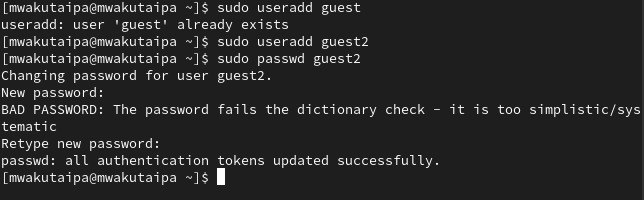 [mwakutaipa@mwakutaipa ~]$ sudo useradd guest
useradd: user 'guest' already exists
[mwakutaipa@mwakutaipa ~]$ sudo useradd guest2
[mwakutaipa@mwakutaipa ~]$ sudo passwd guest2
Changing password for user guest2.
New password:
BAD PASSWORD: The password fails the dictionary check - it is too simplistic/sys
tematic
Retype new password:
passwd: all authentication tokens updated successfully.
[mwakutaipa@mwakutaipa ~]$